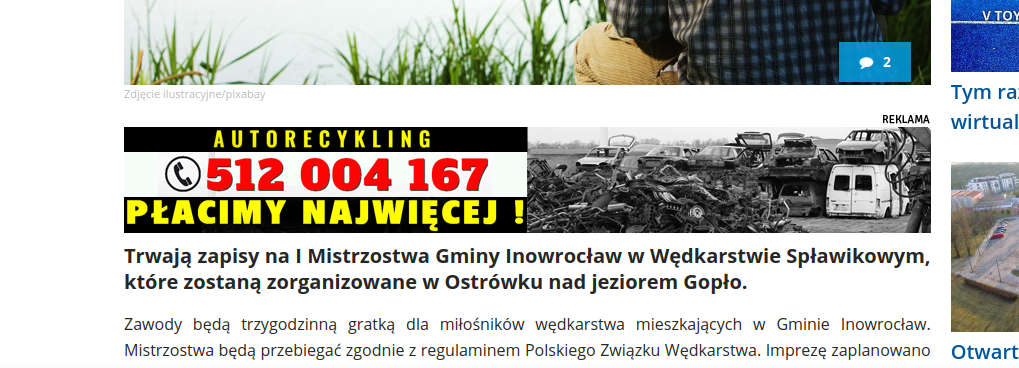 2
Zdjęcie ilustracyjne/pixabay
REKLAMA
AUTORECYKLING
512 004 167
PŁACIMY NAJWIĘCEJ !
Trwają zapisy na I Mistrzostwa Gminy Inowrocław w Wędkarstwie Spławikowym,
które zostaną zorganizowane w Ostrówku nad jeziorem Gopło.
Zawody będą trzygodzinną gratką dla miłośników wędkarstwa mieszkających w Gminie Inowrocław.
Mistrzostwa będą przebiegać zgodnie z regulaminem Polskiego Związku Wędkarstwa. Imprezę zaplanowano
V TOY
Tym raz
wirtual
Otwart